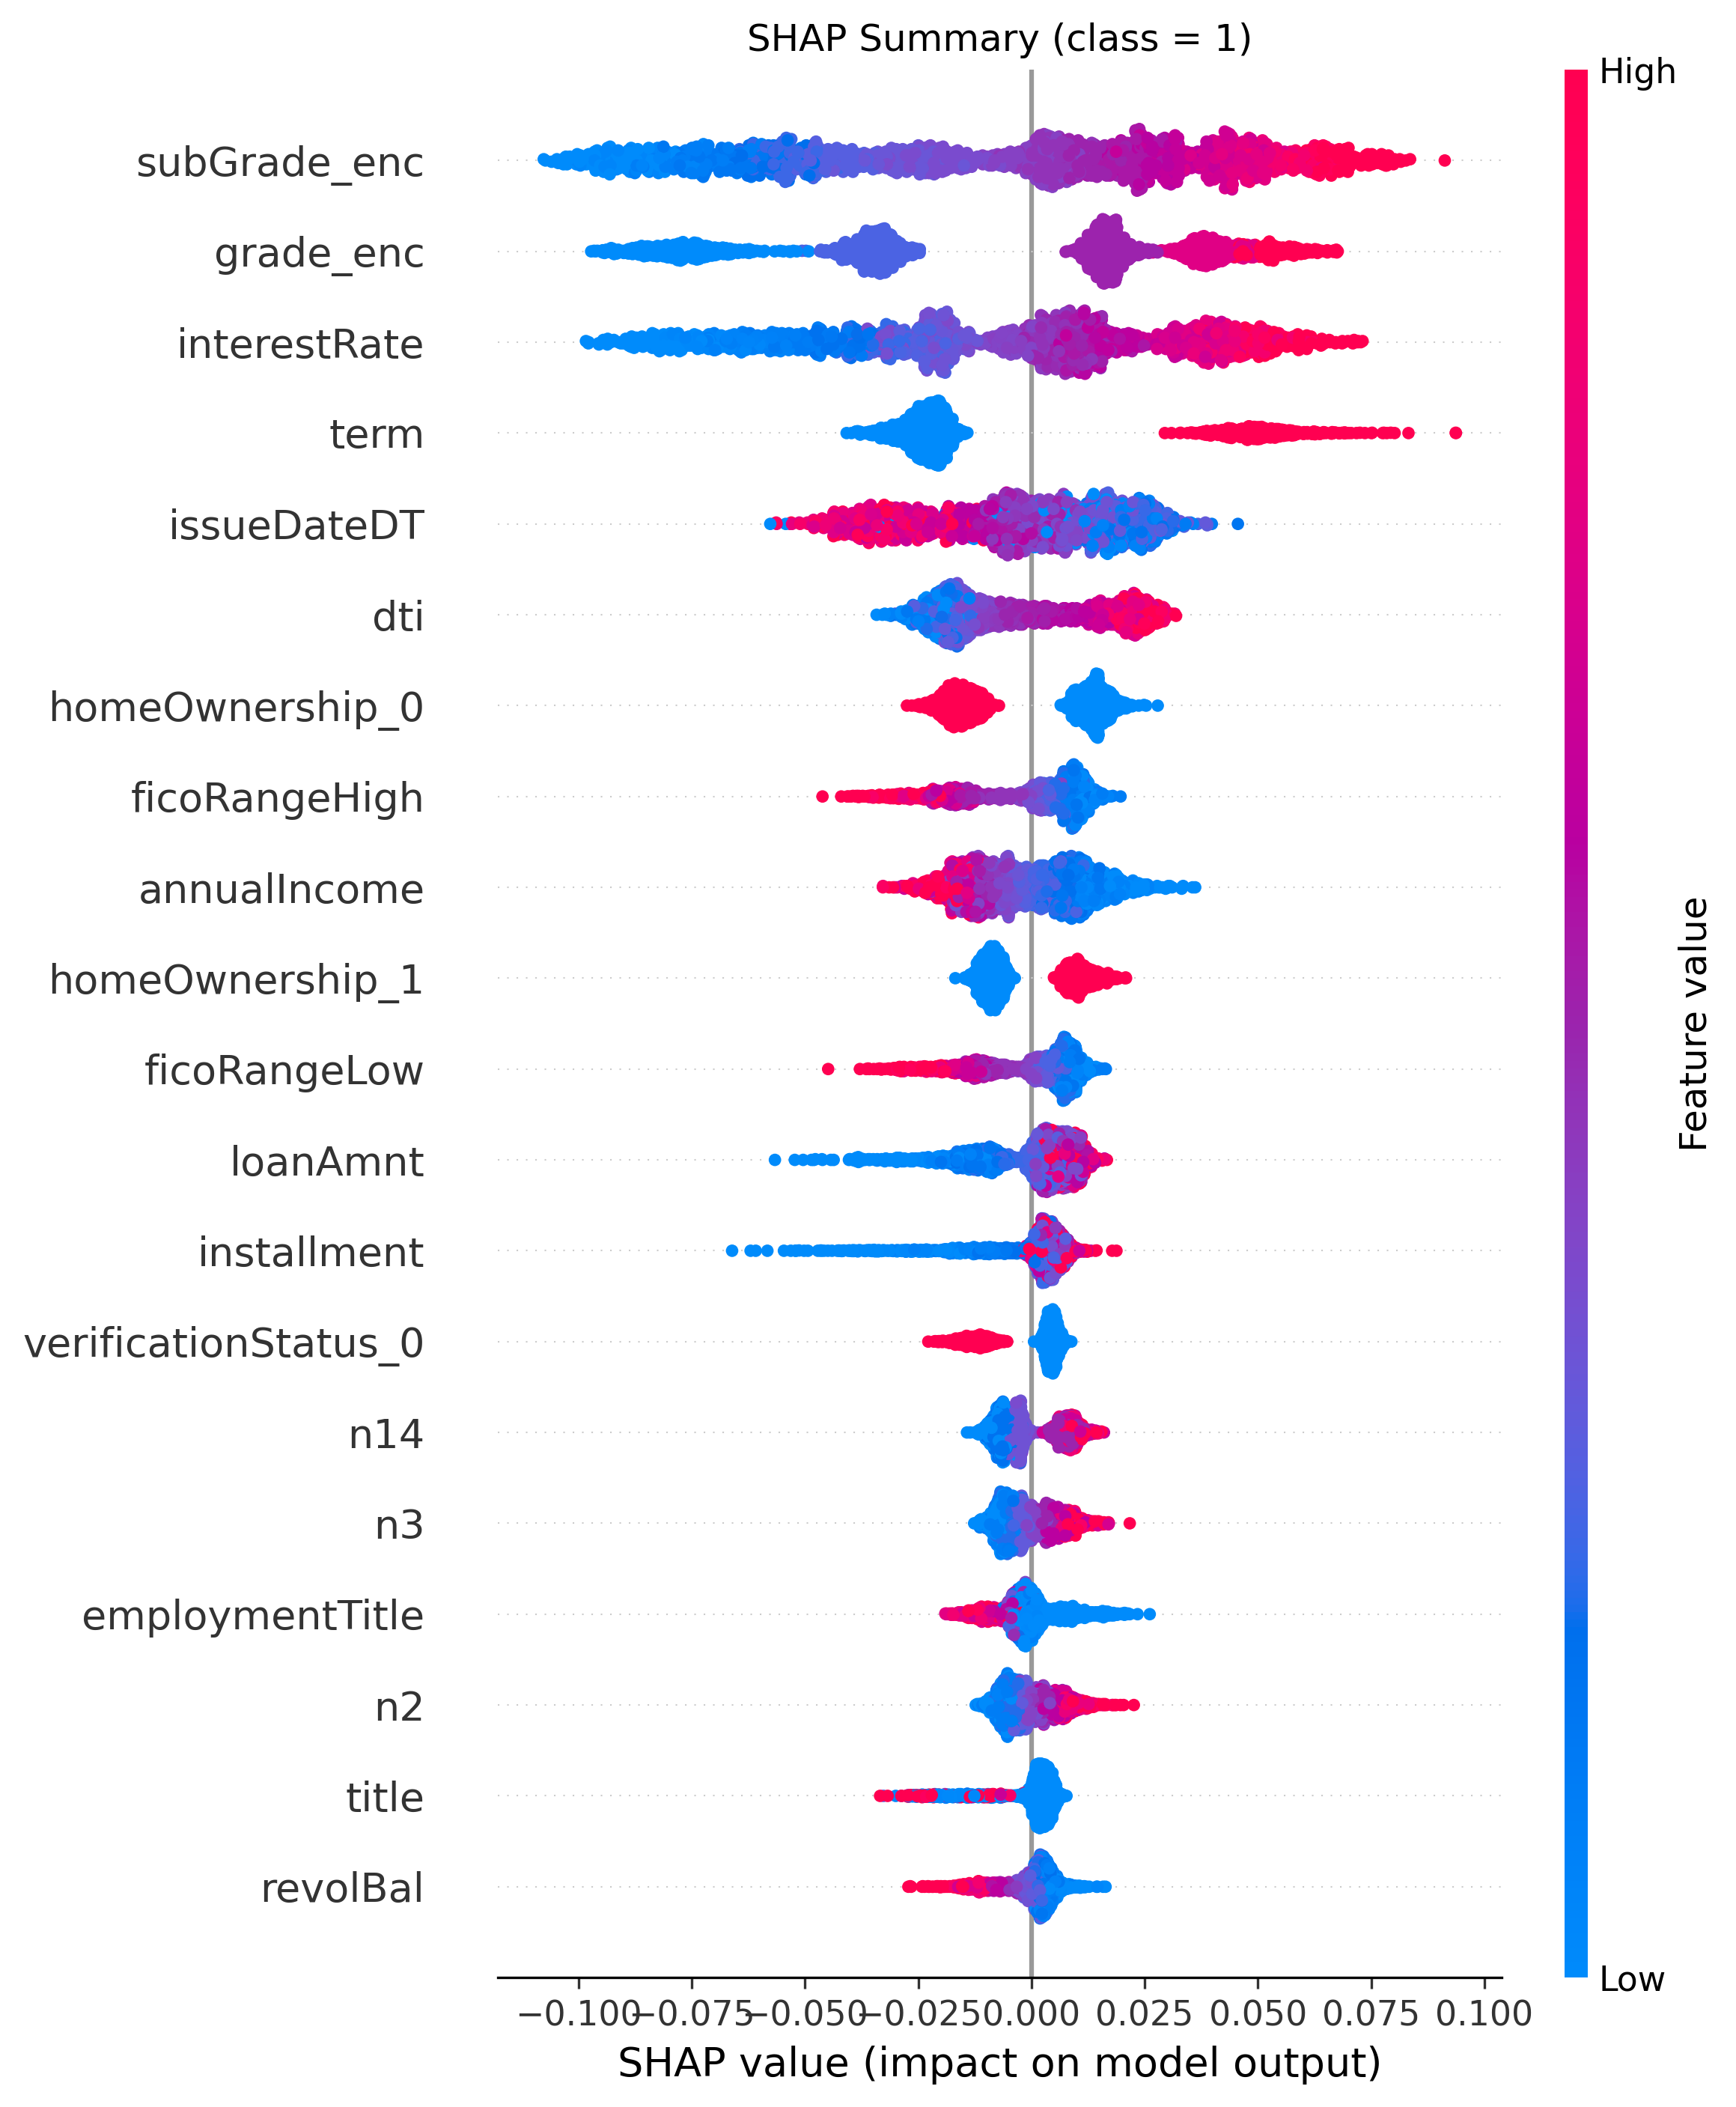 SHAP Summary (class = 1)
High
subGrade_enc
grade_enc
interestRate
term
issueDateDT
dti
homeOwnership_0
ficoRangeHigh
annualIncome
homeOwnership_1
ficoRangeLow
loanAmnt
installment
verificationStatus_0
n14
n3
employmentTitle
n2
title
revolBal
Feature value
Low
−0.100 −0.075 −0.050 −0.025 0.000 0.025 0.050 0.075 0.100
SHAP value (impact on model output)